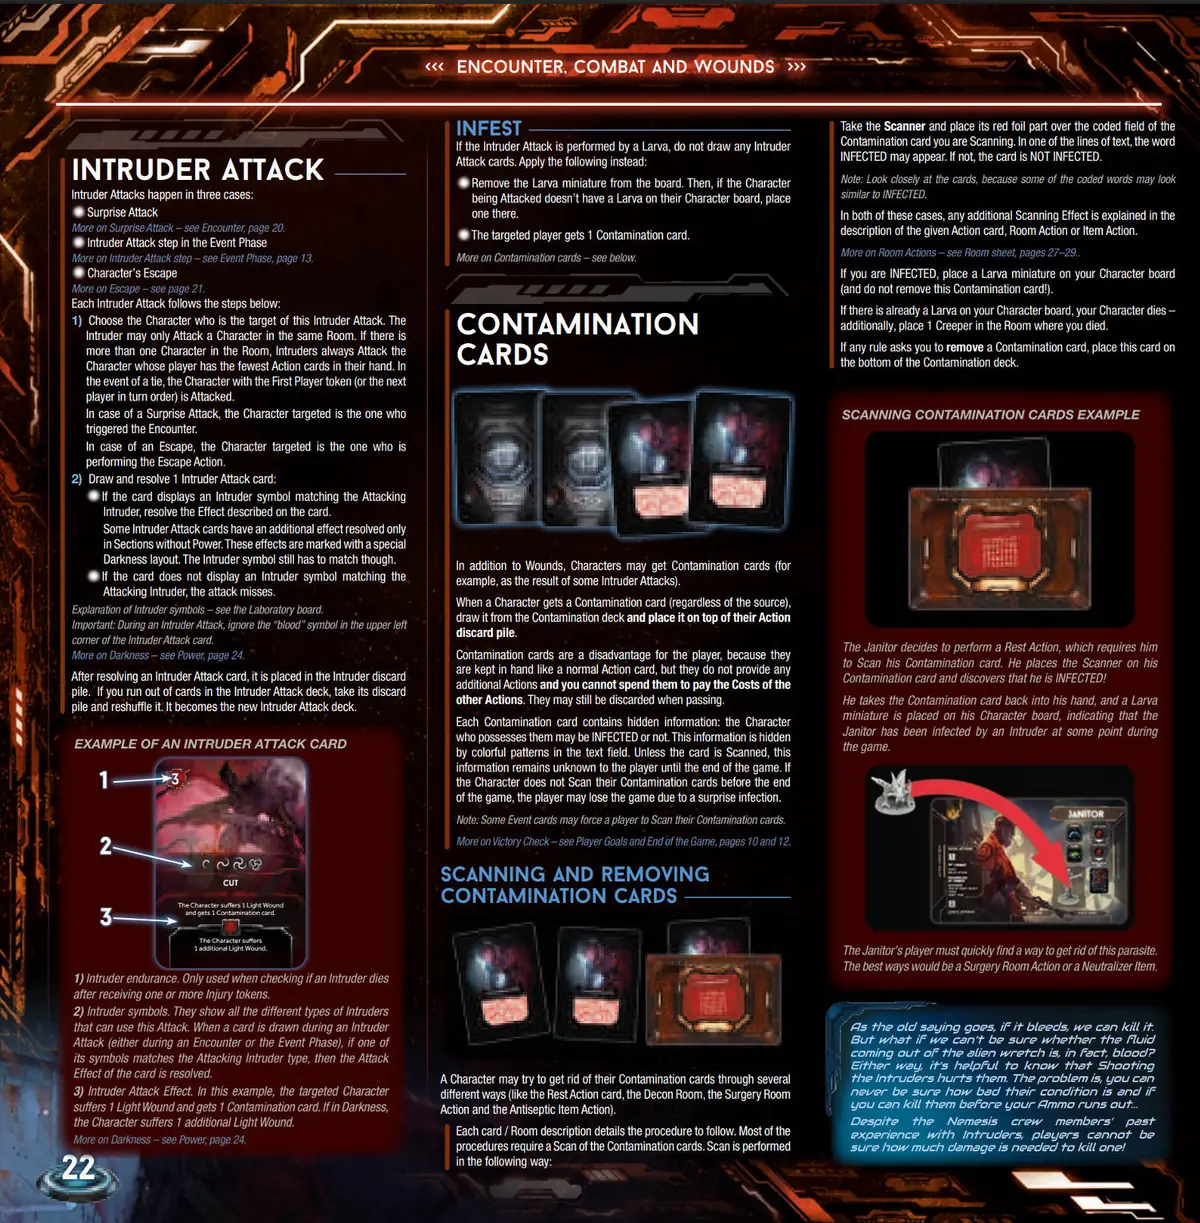 ‹‹‹ ENCOUNTER, COMBAT AND WOUNDS ›››
INTRUDER ATTACK
Intruder Attacks happen in three cases:
Surprise Attack
More on Surprise Attack – see Encounter, page 20.
Intruder Attack step in the Event Phase
More on Intruder Attack step – see Event Phase, page 13.
Character's Escape
More on Escape – see page 21.
Each Intruder Attack follows the steps below:
1) Choose the Character who is the target of this Intruder Attack. The
Intruder may only Attack a Character in the same Room. If there is
more than one Character in the Room, Intruders always Attack the
Character whose player has the fewest Action cards in their hand. In
the event of a tie, the Character with the First Player token (or the next
player in turn order) is Attacked.
In case of a Surprise Attack, the Character targeted is the one who
triggered the Encounter.
In case of an Escape, the Character targeted is the one who is
performing the Escape Action.
2) Draw and resolve 1 Intruder Attack card:
If the card displays an Intruder symbol matching the Attacking
Intruder, resolve the Effect described on the card.
Some Intruder Attack cards have an additional effect resolved only
in Sections without Power. These effects are marked with a special
Darkness layout. The Intruder symbol still has to match though.
If the card does not display an Intruder symbol matching the
Attacking Intruder, the attack misses.
Explanation of Intruder symbols – see the Laboratory board.
Important: During an Intruder Attack, ignore the "blood" symbol in the upper left
corner of the Intruder Attack card.
More on Darkness – see Power, page 24.
After resolving an Intruder Attack card, it is placed in the Intruder discard
pile. If you run out of cards in the Intruder Attack deck, take its discard
pile and reshuffle it. It becomes the new Intruder Attack deck.
EXAMPLE OF AN INTRUDER ATTACK CARD
1
3
2
CUT
3
The Character suffers 1 Light Wound
and gets 1 Contamination card.
The Character suffers
1 additional Light Wound.
1) Intruder endurance. Only used when checking if an Intruder dies
after receiving one or more Injury tokens.
2) Intruder symbols. They show all the different types of Intruders
that can use this Attack. When a card is drawn during an Intruder
Attack (either during an Encounter or the Event Phase), if one of
its symbols matches the Attacking Intruder type, then the Attack
Effect of the card is resolved.
3) Intruder Attack Effect. In this example, the targeted Character
suffers 1 Light Wound and gets 1 Contamination card. If in Darkness,
the Character suffers 1 additional Light Wound.
More on Darkness – see Power, page 24.
22
INFEST
If the Intruder Attack is performed by a Larva, do not draw any Intruder
Attack cards. Apply the following instead:
Remove the Larva miniature from the board. Then, if the Character
being Attacked doesn't have a Larva on their Character board, place
one there.
The targeted player gets 1 Contamination card.
More on Contamination cards – see below.
CONTAMINATION
CARDS
In addition to Wounds, Characters may get Contamination cards (for
example, as the result of some Intruder Attacks).
When a Character gets a Contamination card (regardless of the source),
draw it from the Contamination deck and place it on top of their Action
discard pile.
Contamination cards are a disadvantage for the player, because they
are kept in hand like a normal Action card, but they do not provide any
additional Actions and you cannot spend them to pay the Costs of the
other Actions. They may still be discarded when passing.
Each Contamination card contains hidden information: the Character
who possesses them may be INFECTED or not. This information is hidden
by colorful patterns in the text field. Unless the card is Scanned, this
information remains unknown to the player until the end of the game. If
the Character does not Scan their Contamination cards before the end
of the game, the player may lose the game due to a surprise infection.
Note: Some Event cards may force a player to Scan their Contamination cards.
More on Victory Check – see Player Goals and End of the Game, pages 10 and 12.
SCANNING AND REMOVING
CONTAMINATION CARDS
A Character may try to get rid of their Contamination cards through several
different ways (like the Rest Action card, the Decon Room, the Surgery Room
Action and the Antiseptic Item Action).
Each card / Room description details the procedure to follow. Most of the
procedures require a Scan of the Contamination cards. Scan is performed
in the following way:
Take the Scanner and place its red foil part over the coded field of the
Contamination card you are Scanning. In one of the lines of text, the word
INFECTED may appear. If not, the card is NOT INFECTED.
Note: Look closely at the cards, because some of the coded words may look
similar to INFECTED.
In both of these cases, any additional Scanning Effect is explained in the
description of the given Action card, Room Action or Item Action.
More on Room Actions – see Room sheet, pages 27–29..
If you are INFECTED, place a Larva miniature on your Character board
(and do not remove this Contamination card!).
If there is already a Larva on your Character board, your Character dies –
additionally, place 1 Creeper in the Room where you died.
If any rule asks you to remove a Contamination card, place this card on
the bottom of the Contamination deck.
SCANNING CONTAMINATION CARDS EXAMPLE
The Janitor decides to perform a Rest Action, which requires him
to Scan his Contamination card. He places the Scanner on his
Contamination card and discovers that he is INFECTED!
He takes the Contamination card back into his hand, and a Larva
miniature is placed on his Character board, indicating that the
Janitor has been infected by an Intruder at some point during
the game.
JANITOR
The Janitor's player must quickly find a way to get rid of this parasite.
The best ways would be a Surgery Room Action or a Neutralizer Item.
As the old saying goes, if it bleeds, we can kill it.
But what if we can't be sure whether the fluid
coming out of the alien wretch is, in fact, blood?
Either way, it's helpful to know that Shooting
the Intruders hurts them. The problem is, you can
never be sure how bad their condition is and if
you can kill them before your Ammo runs out...
Despite the Nemesis crew members' past
experience with Intruders, players cannot be
sure how much damage is needed to kill one!